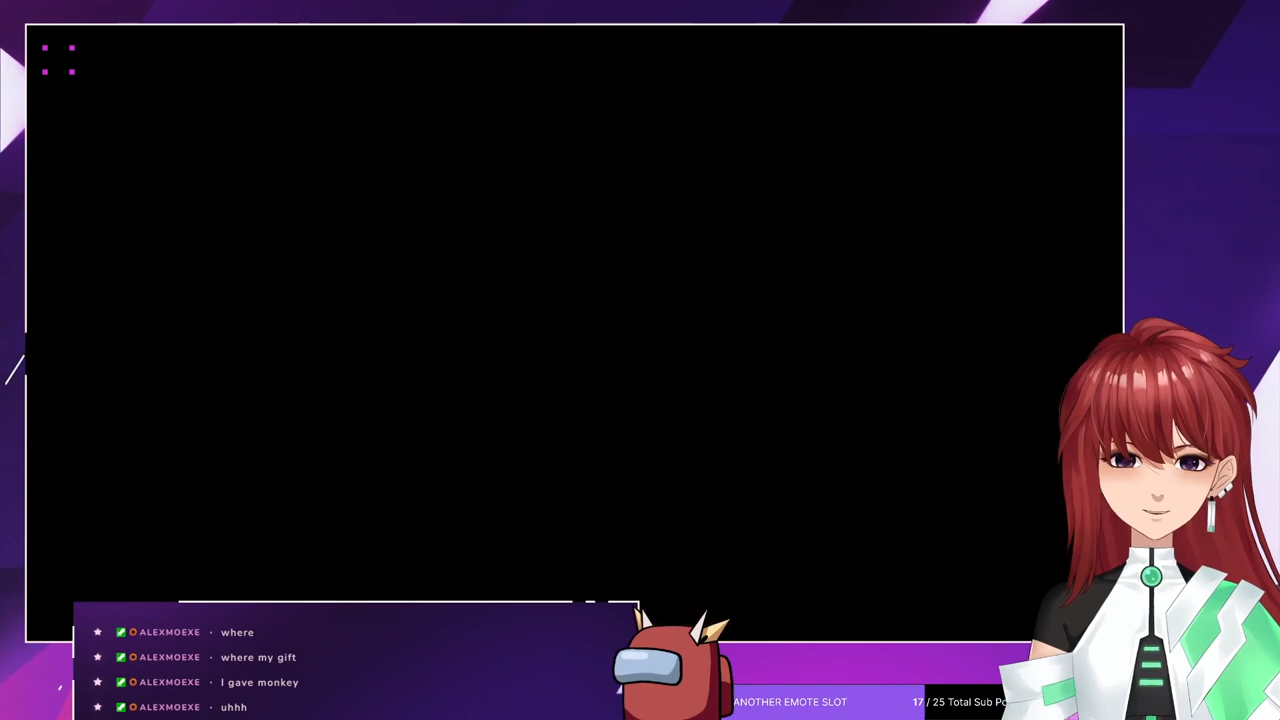 ALEXMOEXE · where
ALEXMOEXE · where my gift
ALEXMOEXE · I gave monkey
ALEXMOEXE · uhhh
ANOTHER EMOTE SLOT
17 / 25 Total Sub